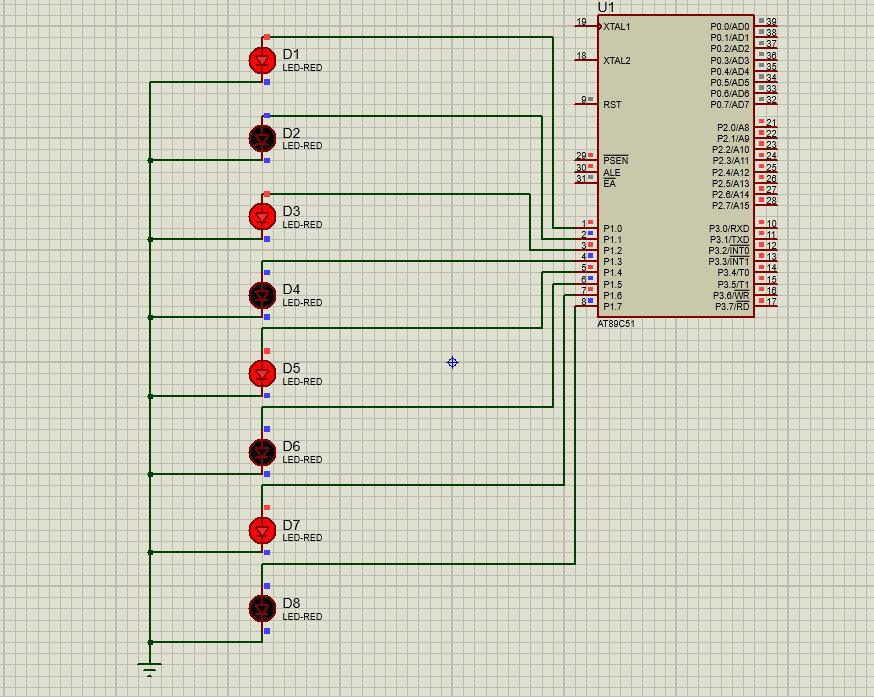 U1
19 XTAL1 P0.0/AD0 39
P0.1/AD1 38
P0.2/AD2 37
18 XTAL2 P0.3/AD3 36
P0.4/AD4 35
P0.5/AD5 34
P0.6/AD6 33
9 RST P0.7/AD7 32
P2.0/A8 21
P2.1/A9 22
P2.2/A10 23
29 PSEN P2.3/A11 24
30 ALE P2.4/A12 25
31 EA P2.5/A13 26
P2.6/A14 27
P2.7/A15 28
1 P1.0 P3.0/RXD 10
2 P1.1 P3.1/TXD 11
3 P1.2 P3.2/INT0 12
4 P1.3 P3.3/INT1 13
5 P1.4 P3.4/T0 14
6 P1.5 P3.5/T1 15
7 P1.6 P3.6/WR 16
8 P1.7 P3.7/RD 17
AT89C51
D1
LED-RED
D2
LED-RED
D3
LED-RED
D4
LED-RED
D5
LED-RED
D6
LED-RED
D7
LED-RED
D8
LED-RED